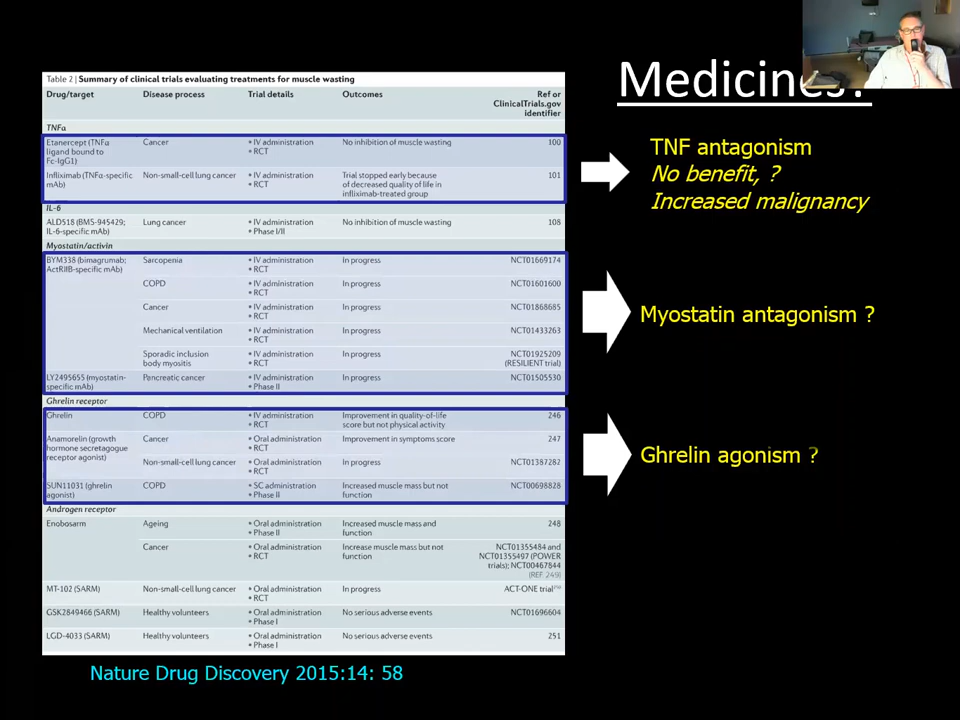 Medicines?
Table 2 | Summary of clinical trials evaluating treatments for muscle wasting
Drug/target Disease process Trial details Outcomes Ref or ClinicalTrials.gov identifier
TNFα
Etanercept (TNFα ligand bound to Fc-IgG1) Cancer • IV administration • RCT No inhibition of muscle wasting 100
Infliximab (TNFα-specific mAb) Non-small-cell lung cancer • IV administration • RCT Trial stopped early because of decreased quality of life in infliximab-treated group 101
IL-6
ALD518 (BMS-945429; IL-6-specific mAb) Lung cancer • IV administration • Phase I/II No inhibition of muscle wasting 108
Myostatin/activin
BYM338 (bimagrumab; ActRIIB-specific mAb) Sarcopenia • IV administration • RCT In progress NCT01669174
COPD • IV administration • RCT In progress NCT01601600
Cancer • IV administration • RCT In progress NCT01868685
Mechanical ventilation • IV administration • RCT In progress NCT01433263
Sporadic inclusion body myositis • IV administration • RCT In progress NCT01925209 (RESILIENT trial)
LY2495655 (myostatin-specific mAb) Pancreatic cancer • IV administration • Phase II In progress NCT01505530
Ghrelin receptor
Ghrelin COPD • IV administration • RCT Improvement in quality-of-life score but not physical activity 246
Anamorelin (growth hormone secretagogue receptor agonist) Cancer • Oral administration • RCT Improvement in symptoms score 247
Non-small-cell lung cancer • Oral administration • RCT In progress NCT01387282
SUN11031 (ghrelin agonist) COPD • SC administration • Phase II Increased muscle mass but not function NCT00698828
Androgen receptor
Enobosarm Ageing • Oral administration • Phase II Increased muscle mass and function 248
Cancer • Oral administration • RCT Increase muscle mass but not function NCT01355484 and NCT01355497 (POWER trials); NCT00467844 (REF. 249)
MT-102 (SARM) Non-small-cell lung cancer • Oral administration • RCT In progress ACT-ONE trial
GSK2849466 (SARM) Healthy volunteers • Oral administration • Phase I No serious adverse events NCT01696604
LGD-4033 (SARM) Healthy volunteers • Oral administration • Phase I No serious adverse events 251
TNF antagonism
No benefit, ?
Increased malignancy
Myostatin antagonism ?
Ghrelin agonism ?
Nature Drug Discovery 2015:14: 58